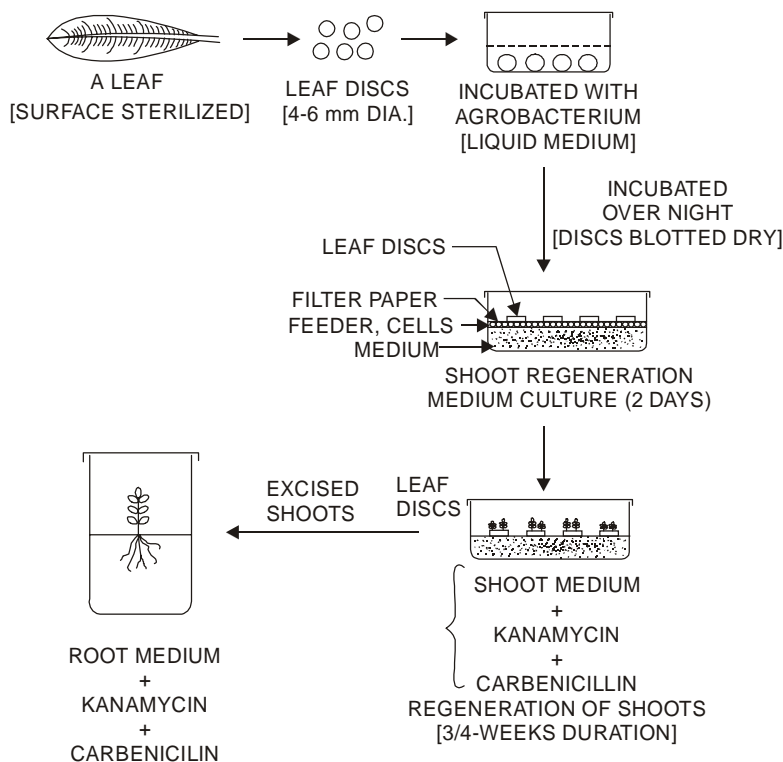 A LEAF
[SURFACE STERILIZED]
LEAF DISCS
[4-6 mm DIA.]
INCUBATED WITH
AGROBACTERIUM
[LIQUID MEDIUM]
INCUBATED
OVER NIGHT
[DISCS BLOTTED DRY]
LEAF DISCS
FILTER PAPER
FEEDER, CELLS
MEDIUM
SHOOT REGENERATION
MEDIUM CULTURE (2 DAYS)
LEAF
DISCS
EXCISED
SHOOTS
SHOOT MEDIUM
+
KANAMYCIN
+
CARBENICILLIN
REGENERATION OF SHOOTS
[3/4-WEEKS DURATION]
ROOT MEDIUM
+
KANAMYCIN
+
CARBENICILIN